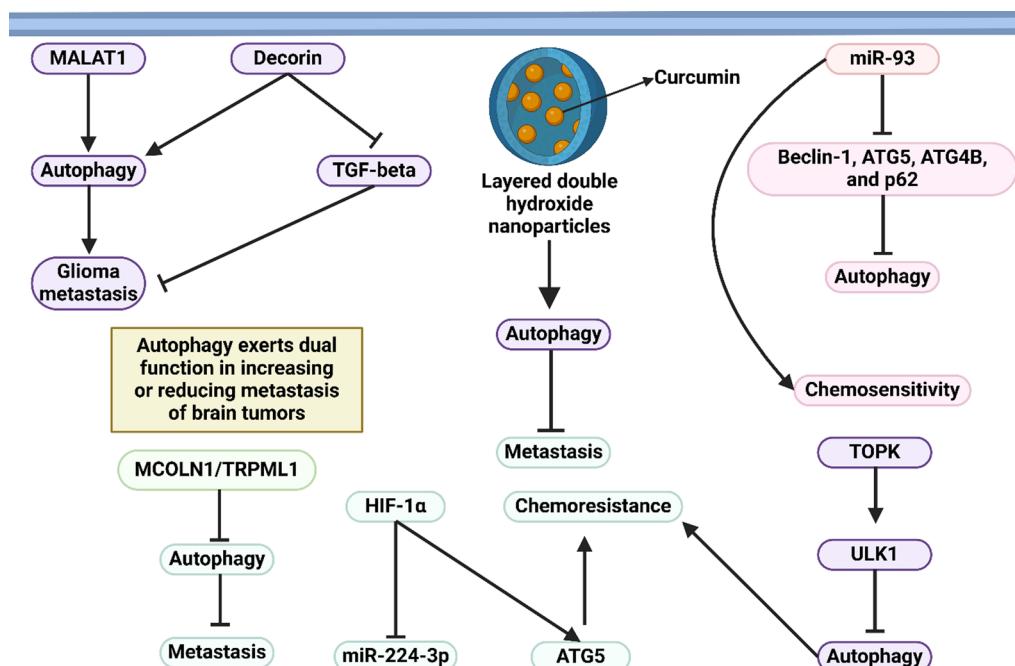 MALAT1
Decorin
Autophagy
TGF-beta
Glioma
metastasis
Curcumin
Layered double
hydroxide
nanoparticles
Autophagy
Metastasis
miR-93
Beclin-1, ATG5, ATG4B,
and p62
Autophagy
Chemosensitivity
Autophagy exerts dual
function in increasing
or reducing metastasis
of brain tumors
MCOLN1/TRPML1
Autophagy
Metastasis
HIF-1α
miR-224-3p
ATG5
Chemoresistance
TOPK
ULK1
Autophagy